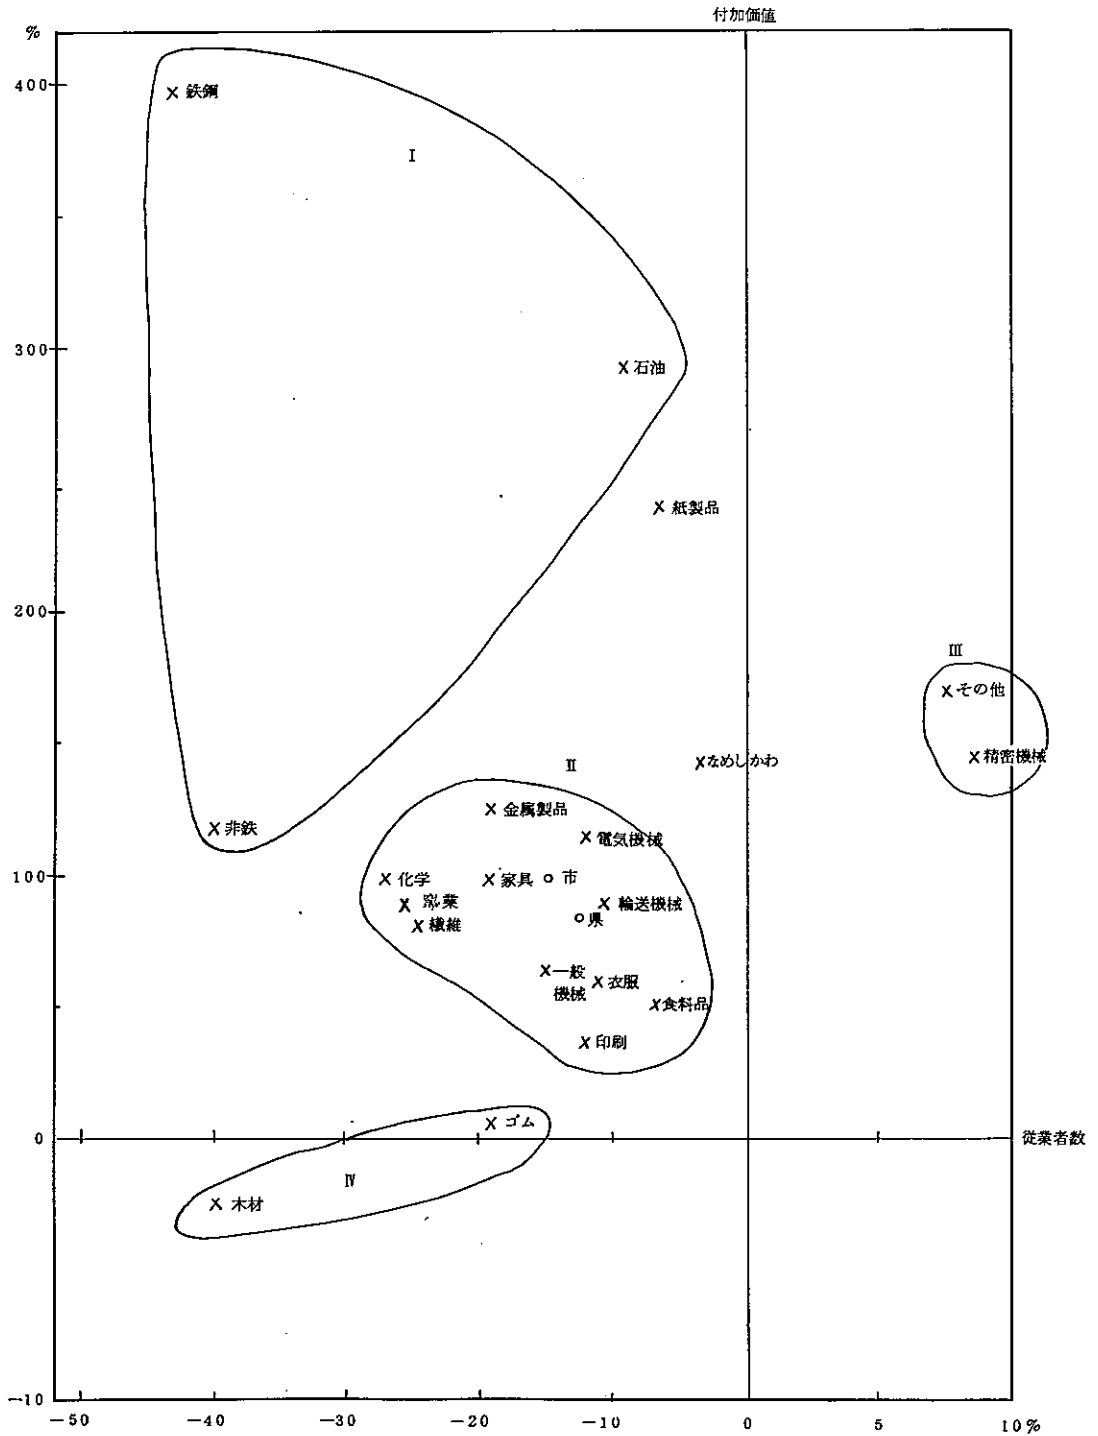 付加価値
%
400
×鉄鋼
I
300
×石油
×紙製品
200
III
×その他
×なめしかわ
×精密機械
II
×金属製品
×非鉄
×電気機械
100
×化学
×家具
○市
×窯業
×輸送機械
○県
×繊維
×一般
機械
×衣服
×食料品
×印刷
×ゴム
0
従業者数
IV
×木材
-10
-50
-40
-30
-20
-10
0
5
10%